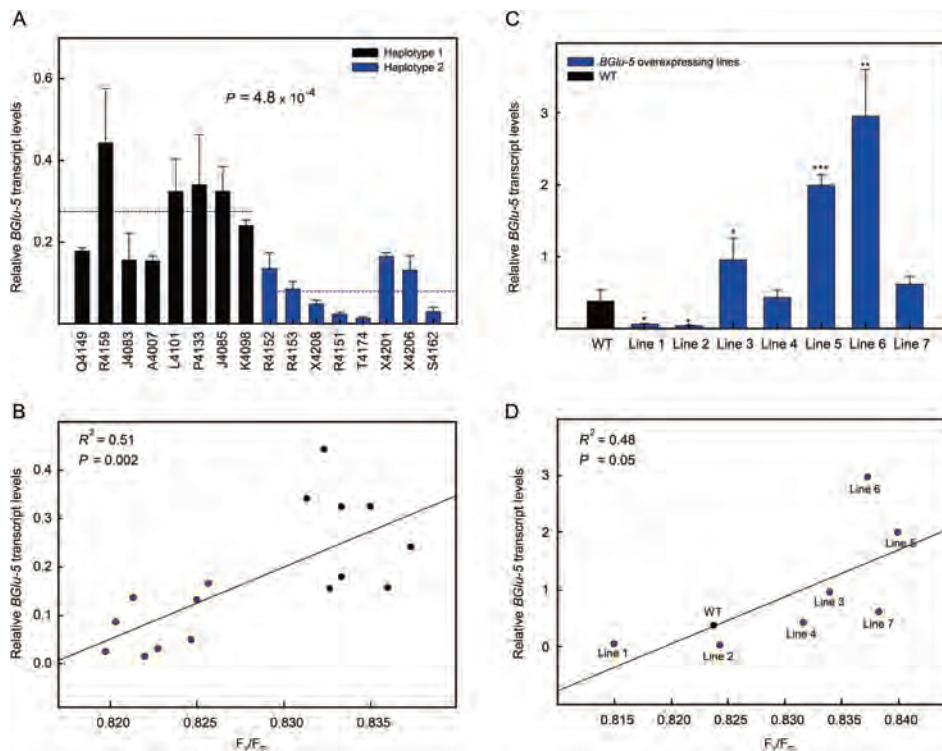 A
Haplotype 1
Haplotype 2
P = 4.8 x 10⁻⁴
Relative BGlu-5 transcript levels
0.6
0.4
0.2
Q4149
R4159
J4083
A4007
L4101
P4133
J4085
K4098
R4152
R4153
X4208
R4151
T4174
X4201
X4206
S4162
C
BGlu-5 overexpressing lines
WT
Relative BGlu-5 transcript levels
3
2
1
*
*
*
***
**
WT
Line 1
Line 2
Line 3
Line 4
Line 5
Line 6
Line 7
B
R² = 0.51
P = 0.002
Relative BGlu-5 transcript levels
0.4
0.3
0.2
0.1
0.0
0.820
0.825
0.830
0.835
Fv/Fm
D
R² = 0.48
P = 0.05
Relative BGlu-5 transcript levels
3
2
1
0
Line 6
Line 5
Line 3
WT
Line 4
Line 7
Line 1
Line 2
0.815
0.820
0.825
0.830
0.835
0.840
Fv/Fm